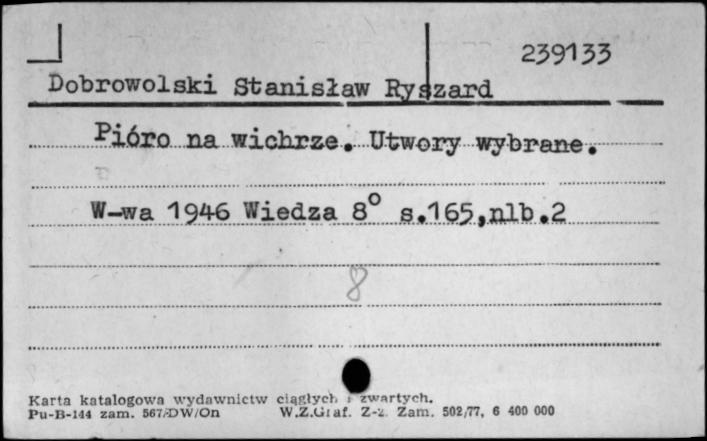 239133
Dobrowolski Stanisław Ryszard
Pióro na wichrze. Utwory wybrane.
W-wa 1946 Wiedza 8° s.165,nlb.2
8
Karta katalogowa wydawnictw ciągłych i zwartych.
Pu-B-144 zam. 567/DW/On W.Z.Graf. Z-2. Zam. 502/77, 6 400 000